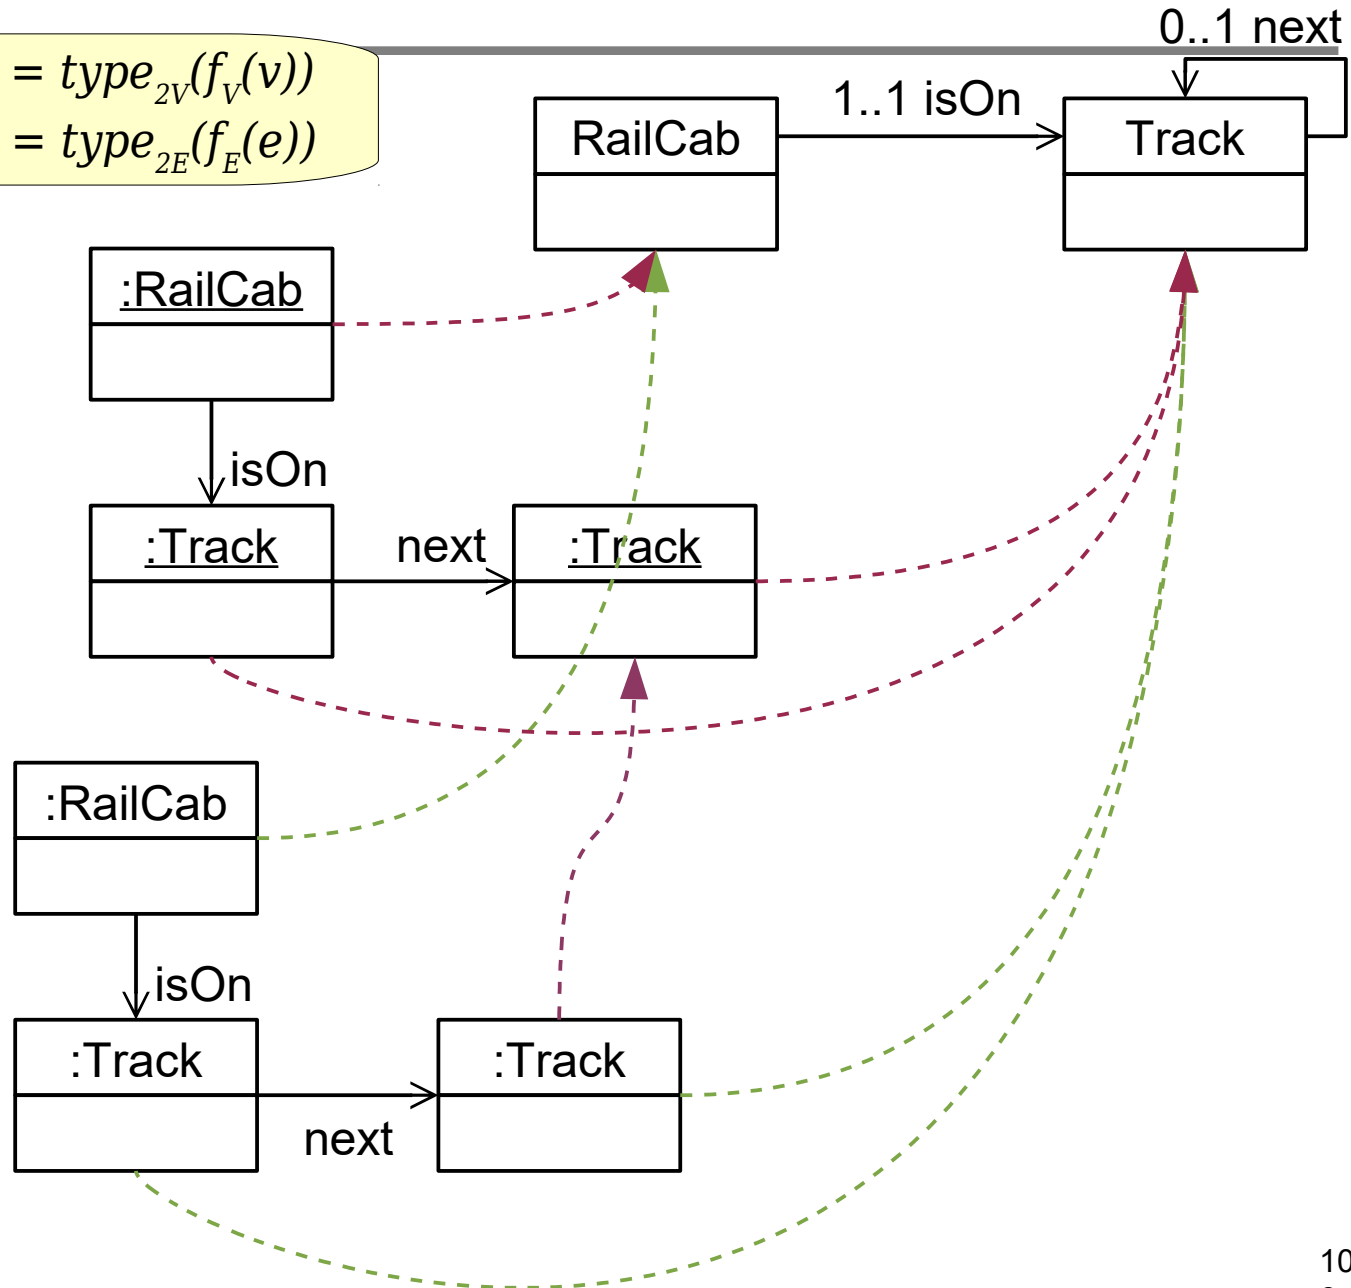 0..1 next
= type2V(fV(v))
= type2E(fE(e))
1..1 isOn
RailCab
Track
:RailCab
isOn
:Track
next
:Track
:RailCab
isOn
:Track
:Track
next
10